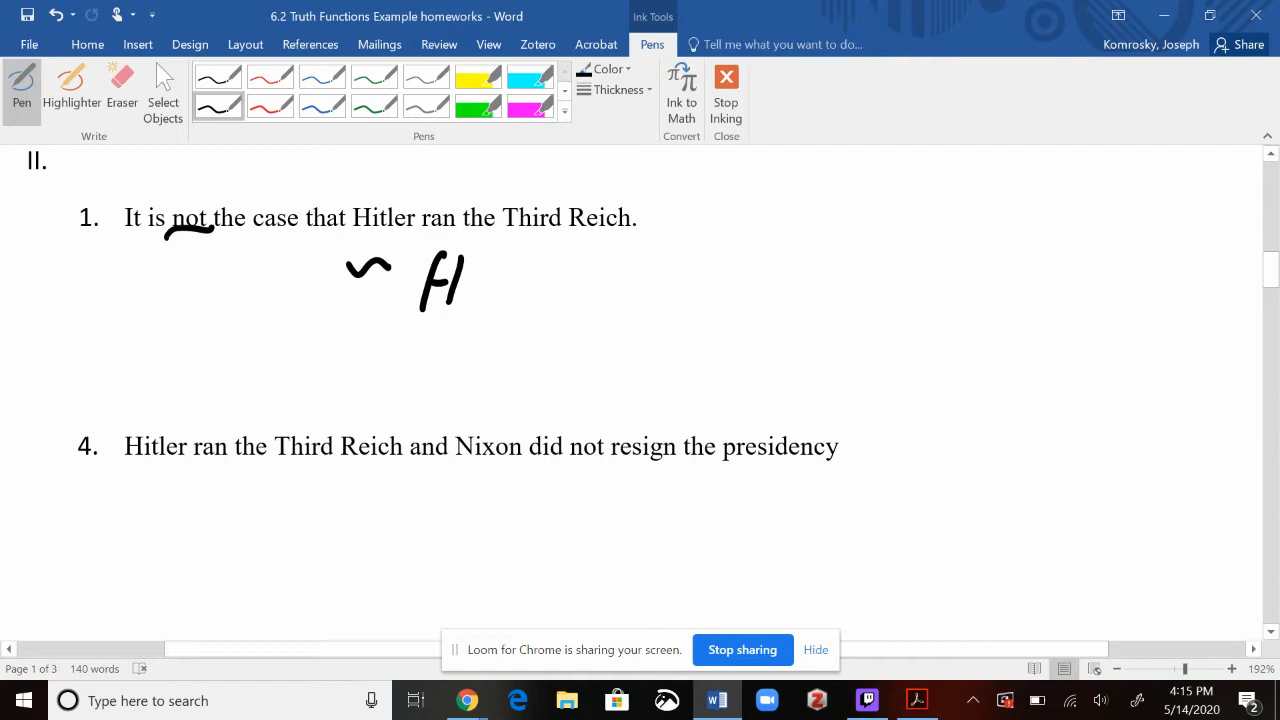 6.2 Truth Functions Example homeworks - Word
Ink Tools
File Home Insert Design Layout References Mailings Review View Zotero Acrobat Pens Tell me what you want to do... Komrosky, Joseph Share
Pen Highlighter Eraser Select Objects Color Thickness Ink to Math Stop Inking
Write Pens Convert Close
II.
1. It is not the case that Hitler ran the Third Reich.
~ H
4. Hitler ran the Third Reich and Nixon did not resign the presidency
Loom for Chrome is sharing your screen. Stop sharing Hide
Page 1 of 3 140 words 192%
Type here to search 4:15 PM
5/14/2020 2